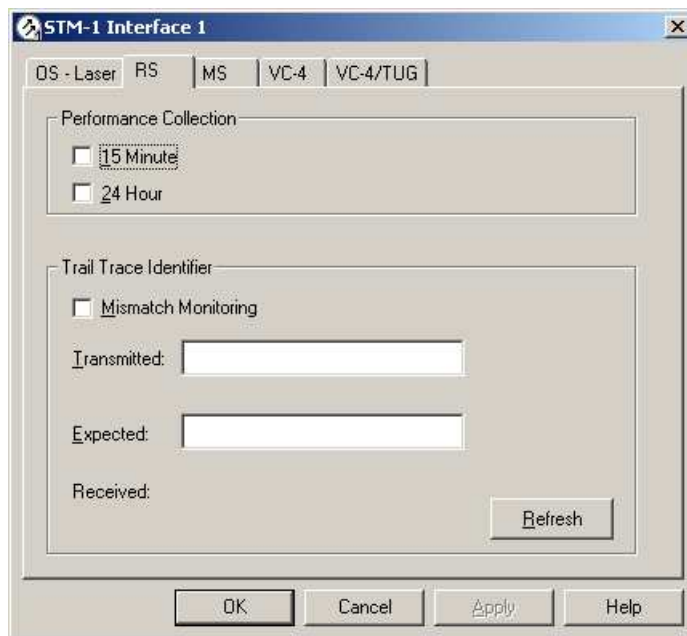 STM-1 Interface 1
OS - Laser RS MS VC-4 VC-4/TUG
Performance Collection
15 Minute
24 Hour
Trail Trace Identifier
Mismatch Monitoring
Transmitted:
Expected:
Received:
Refresh
OK Cancel Apply Help